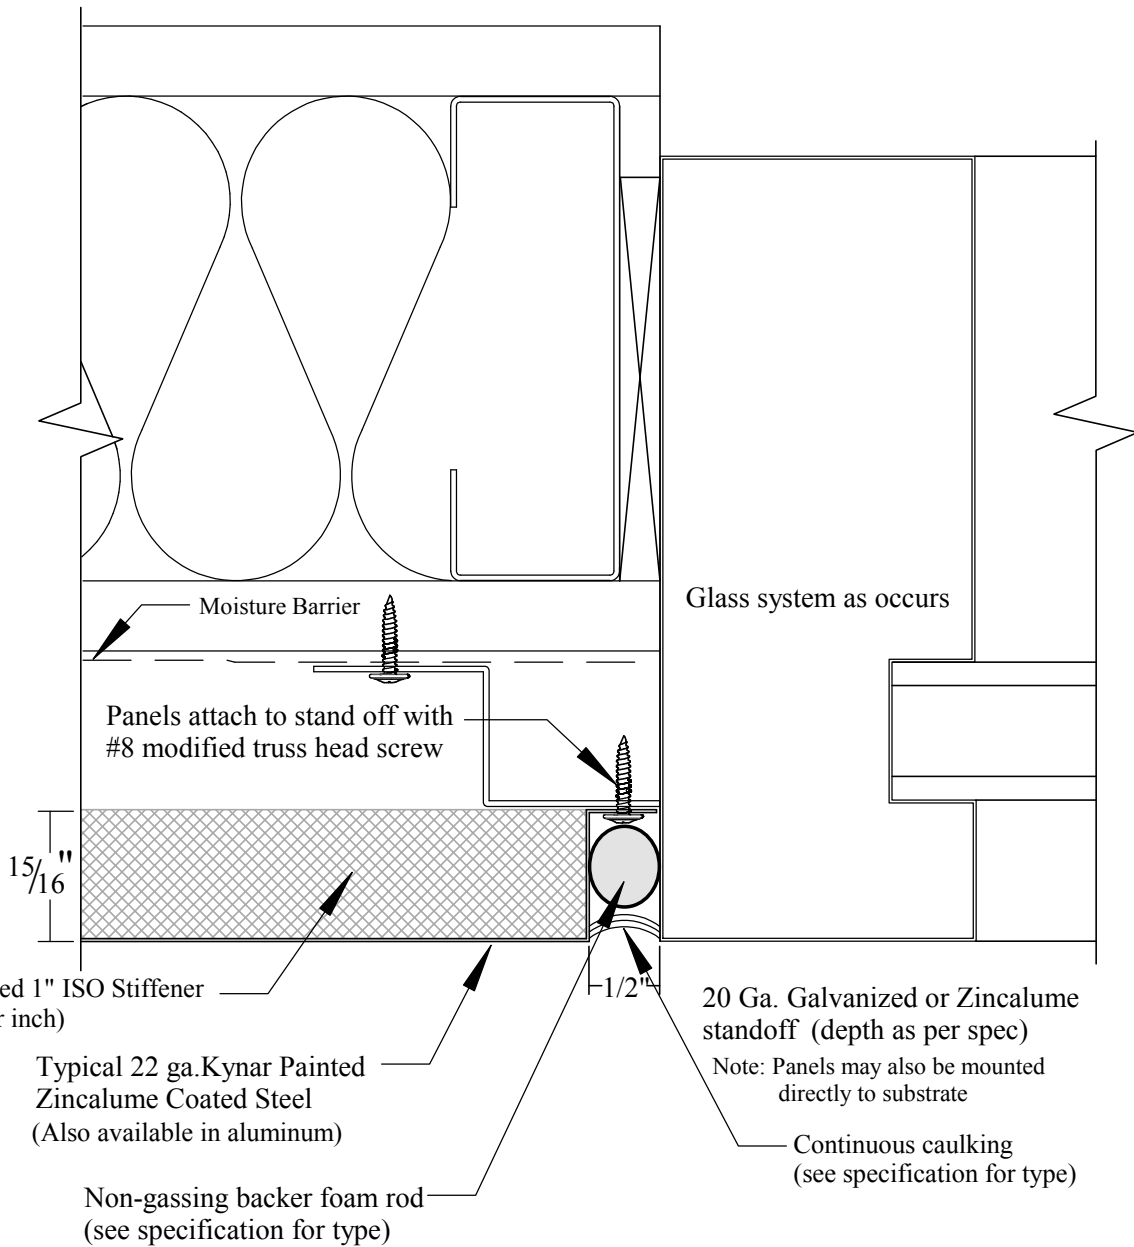 Moisture Barrier
Glass system as occurs
Panels attach to stand off with
#8 modified truss head screw
15/16"
1/2"
ed 1" ISO Stiffener
r inch)
20 Ga. Galvanized or Zincalume
standoff (depth as per spec)
Note: Panels may also be mounted
directly to substrate
Typical 22 ga.Kynar Painted
Zincalume Coated Steel
(Also available in aluminum)
Continuous caulking
(see specification for type)
Non-gassing backer foam rod
(see specification for type)